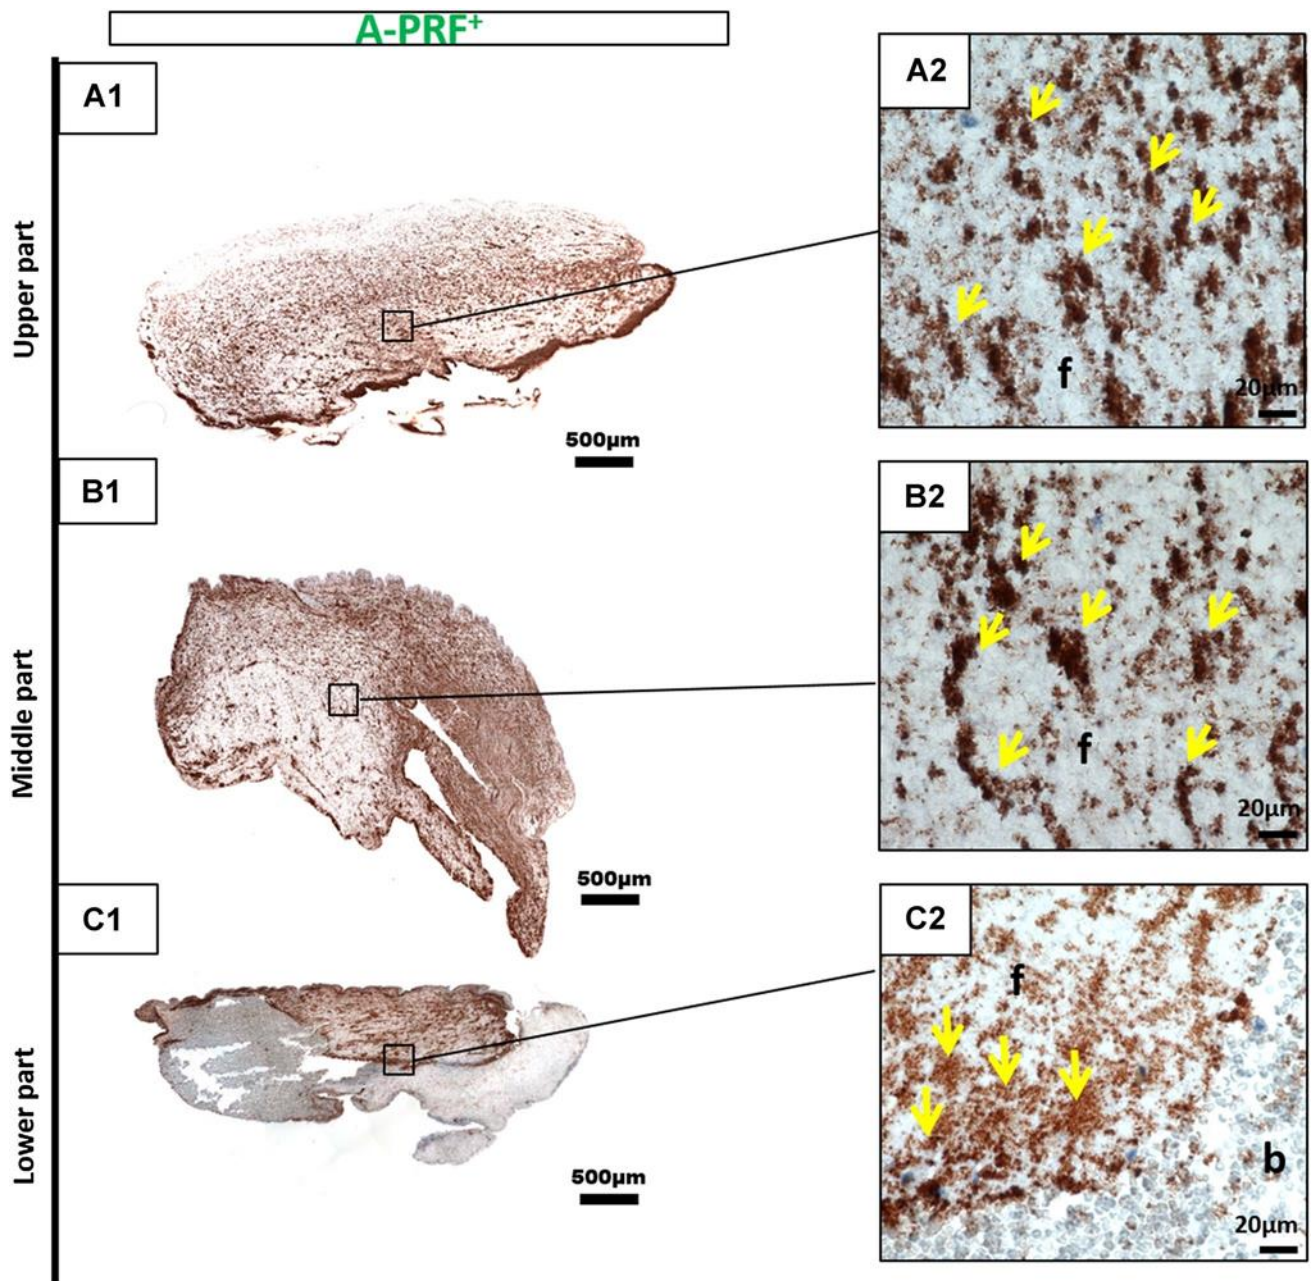 A-PRF+
A1
A2
Upper part
f
20µm
500µm
B1
B2
Middle part
f
20µm
500µm
C1
C2
f
Lower part
b
500µm
20µm